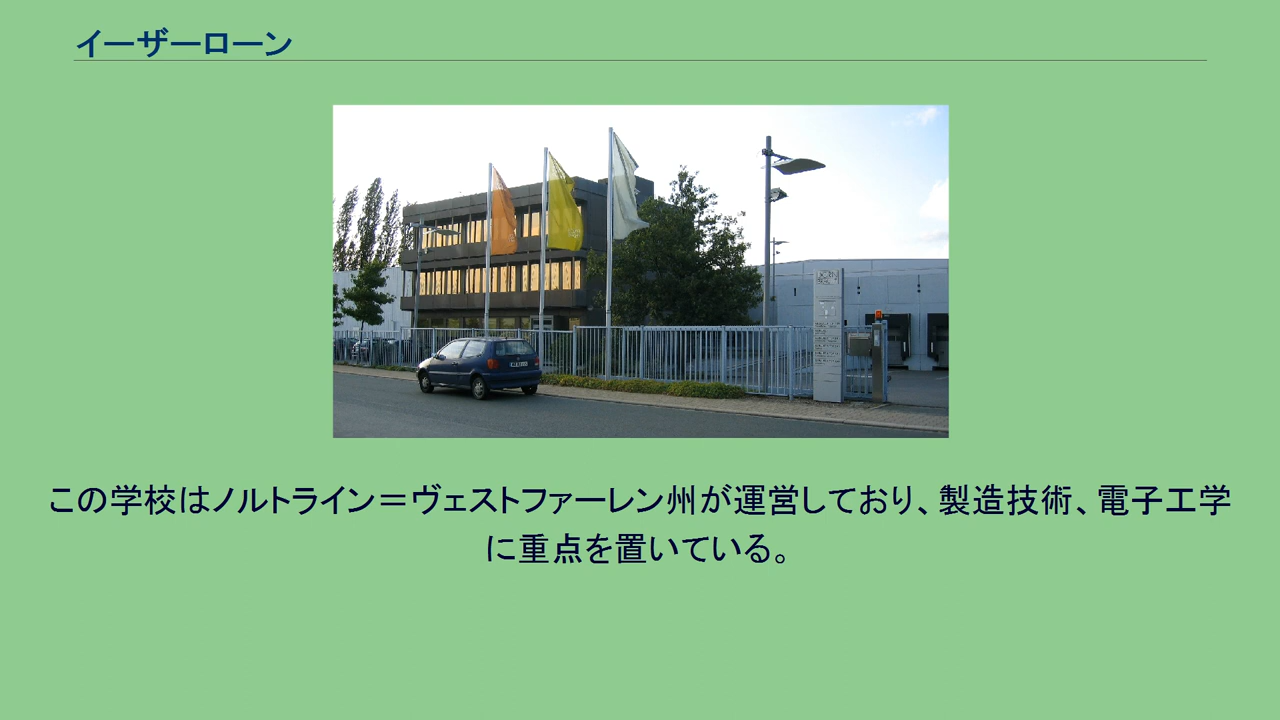 イーザーローン
この学校はノルトライン＝ヴェストファーレン州が運営しており、製造技術、電子工学
に重点を置いている。